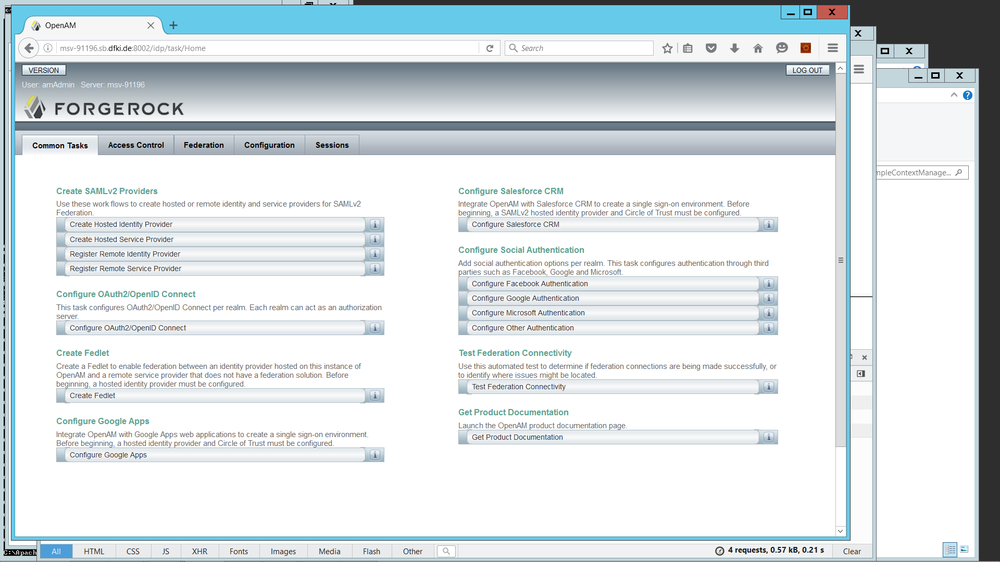 OpenAM
msv-91196.sb.dfki.de:8002/idp/task/Home
Search
VERSION
LOG OUT
User: amAdmin Server: msv-91196
FORGEROCK
Common Tasks
Access Control
Federation
Configuration
Sessions
Create SAMLv2 Providers
Use these work flows to create hosted or remote identity and service providers for SAMLv2
Federation.
Create Hosted Identity Provider
Create Hosted Service Provider
Register Remote Identity Provider
Register Remote Service Provider
Configure OAuth2/OpenID Connect
This task configures OAuth2/OpenID Connect per realm. Each realm can act as an authorization
server.
Configure OAuth2/OpenID Connect
Create Fedlet
Create a Fedlet to enable federation between an identity provider hosted on this instance of
OpenAM and a remote service provider that does not have a federation solution. Before
beginning, a hosted identity provider must be configured.
Create Fedlet
Configure Google Apps
Integrate OpenAM with Google Apps web applications to create a single sign-on environment.
Before beginning, a hosted identity provider and Circle of Trust must be configured.
Configure Google Apps
Configure Salesforce CRM
Integrate OpenAM with Salesforce CRM to create a single sign-on environment. Before
beginning, a SAMLv2 hosted identity provider and Circle of Trust must be configured.
Configure Salesforce CRM
Configure Social Authentication
Add social authentication options per realm. This task configures authentication through third
parties such as Facebook, Google and Microsoft.
Configure Facebook Authentication
Configure Google Authentication
Configure Microsoft Authentication
Configure Other Authentication
Test Federation Connectivity
Use this automated test to determine if federation connections are being made successfully, or
to identify where issues might be located.
Test Federation Connectivity
Get Product Documentation
Launch the OpenAM product documentation page.
Get Product Documentation
mpleContextManage...
C:\Apach
All
HTML
CSS
JS
XHR
Fonts
Images
Media
Flash
Other
4 requests, 0.57 kB, 0.21 s
Clear